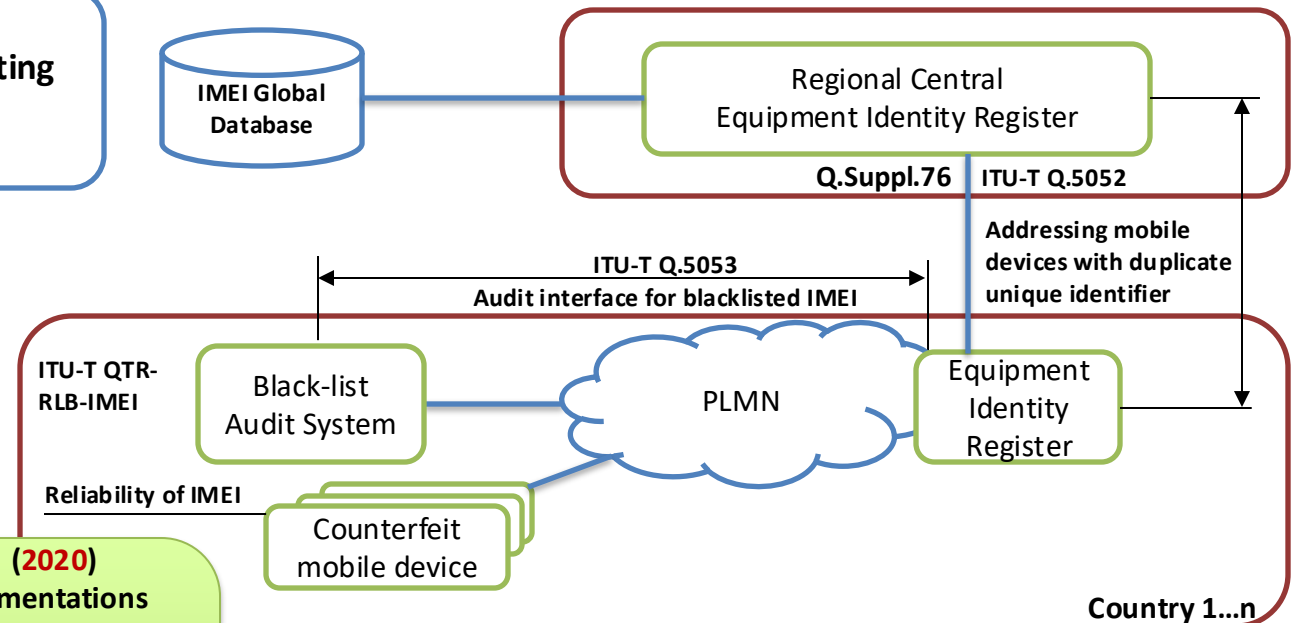 ting
IMEI Global
Database
Regional Central
Equipment Identity Register
Q.Suppl.76
ITU-T Q.5052
Addressing mobile
devices with duplicate
unique identifier
ITU-T Q.5053
Audit interface for blacklisted IMEI
ITU-T QTR-
RLB-IMEI
Black-list
Audit System
PLMN
Equipment
Identity
Register
Reliability of IMEI
Counterfeit
mobile device
(2020)
mentations
Country 1...n